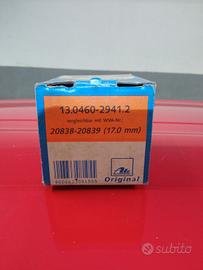 13.0460-2941.2
vergleichbar mit WVA-Nr.:
20838-20839 (17.0 mm)
Ate
Original
subito